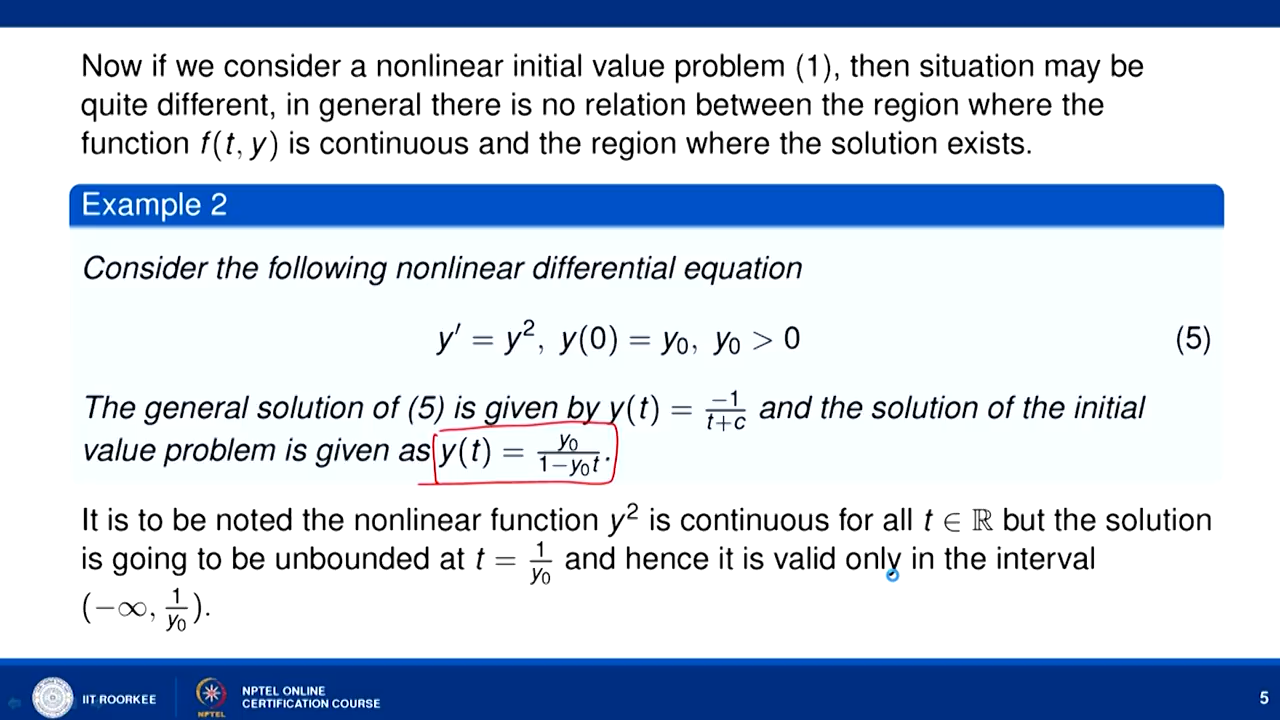 Now if we consider a nonlinear initial value problem (1), then situation may be
quite different, in general there is no relation between the region where the
function f(t, y) is continuous and the region where the solution exists.
Example 2
Consider the following nonlinear differential equation
y′ = y², y(0) = y₀, y₀ > 0 (5)
The general solution of (5) is given by y(t) = −1/(t+c) and the solution of the initial
value problem is given as y(t) = y₀/(1−y₀t).
It is to be noted the nonlinear function y² is continuous for all t ∈ ℝ but the solution
is going to be unbounded at t = 1/y₀ and hence it is valid only in the interval
(−∞, 1/y₀).
IIT ROORKEE
NPTEL
NPTEL ONLINE
CERTIFICATION COURSE
5